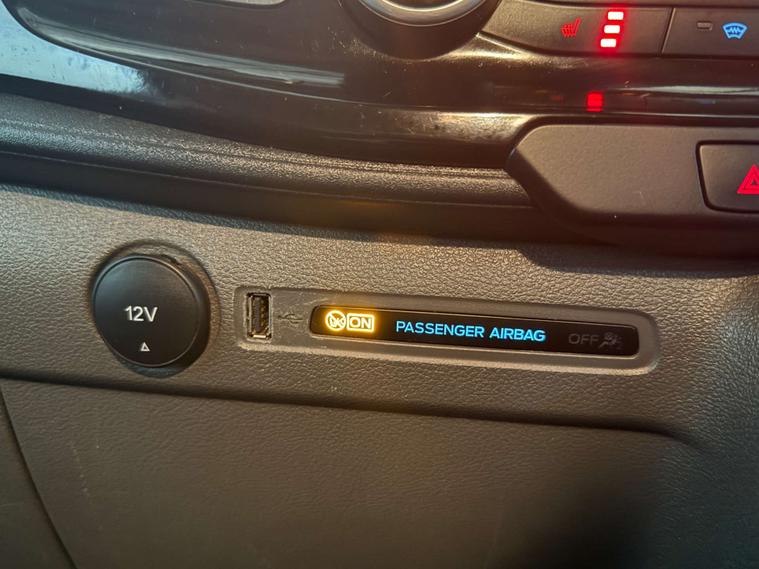 12V
ON PASSENGER AIRBAG OFF